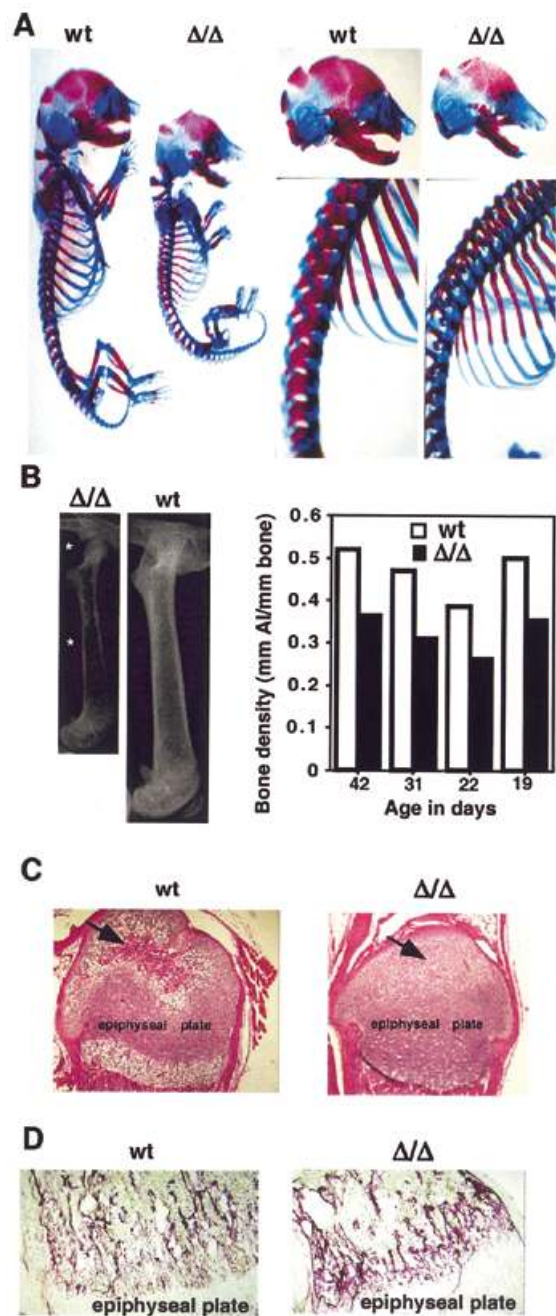 A
wt Δ/Δ wt Δ/Δ
B
Δ/Δ wt
* *
Bone density (mm Al/mm bone)
0.6
0.5
0.4
0.3
0.2
0.1
0
wt
Δ/Δ
42 31 22 19
Age in days
C
wt Δ/Δ
epiphyseal plate epiphyseal plate
D
wt Δ/Δ
epiphyseal plate epiphyseal plate